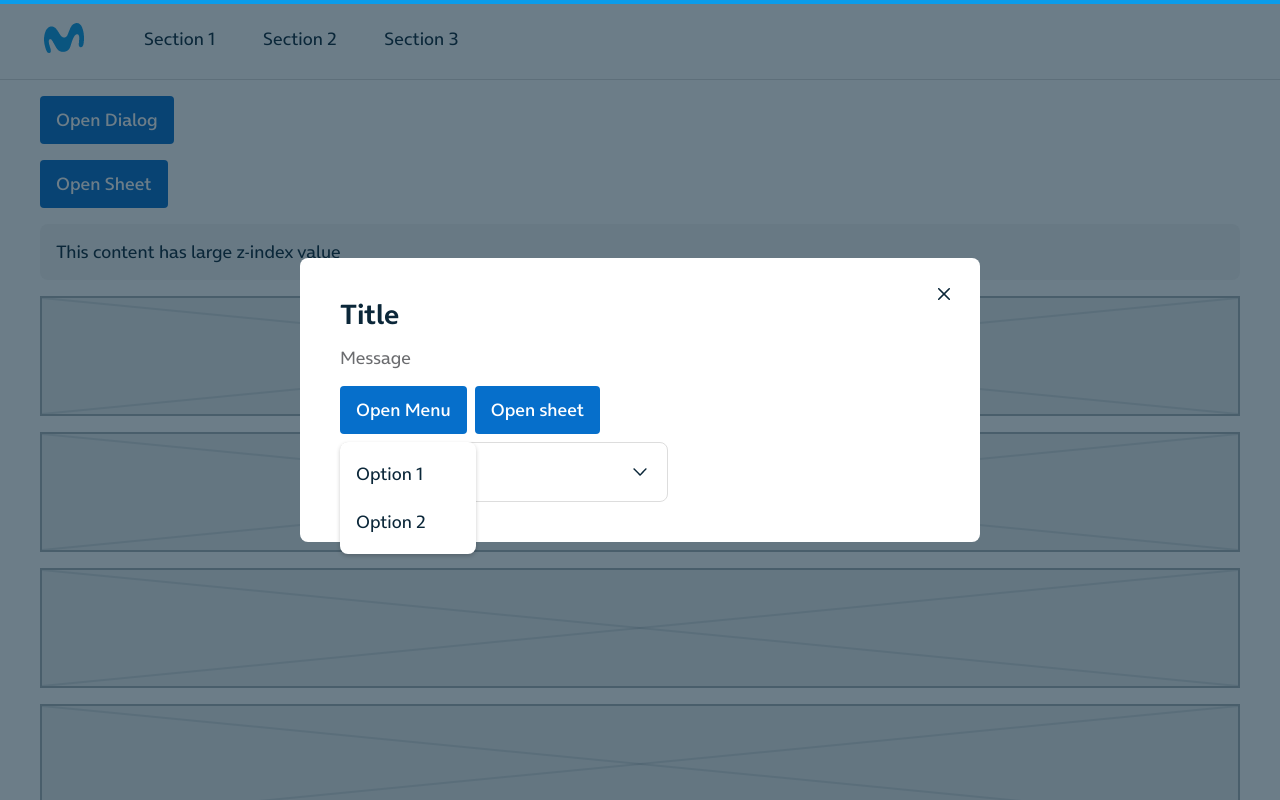 Section 1 Section 2 Section 3
Open Dialog
Open Sheet
This content has large z-index value
Title
Message
Open Menu Open sheet
Option 1
Option 2